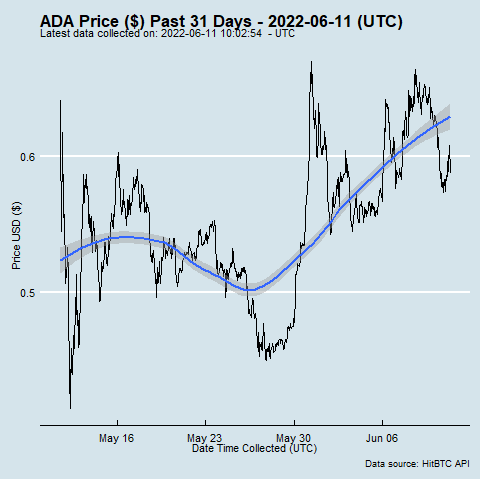 ADA Price ($) Past 31 Days - 2022-06-11 (UTC)
Latest data collected on: 2022-06-11 10:02:54 - UTC
Price USD ($)
0.6
0.5
May 16 May 23 May 30 Jun 06
Date Time Collected (UTC)
Data source: HitBTC API